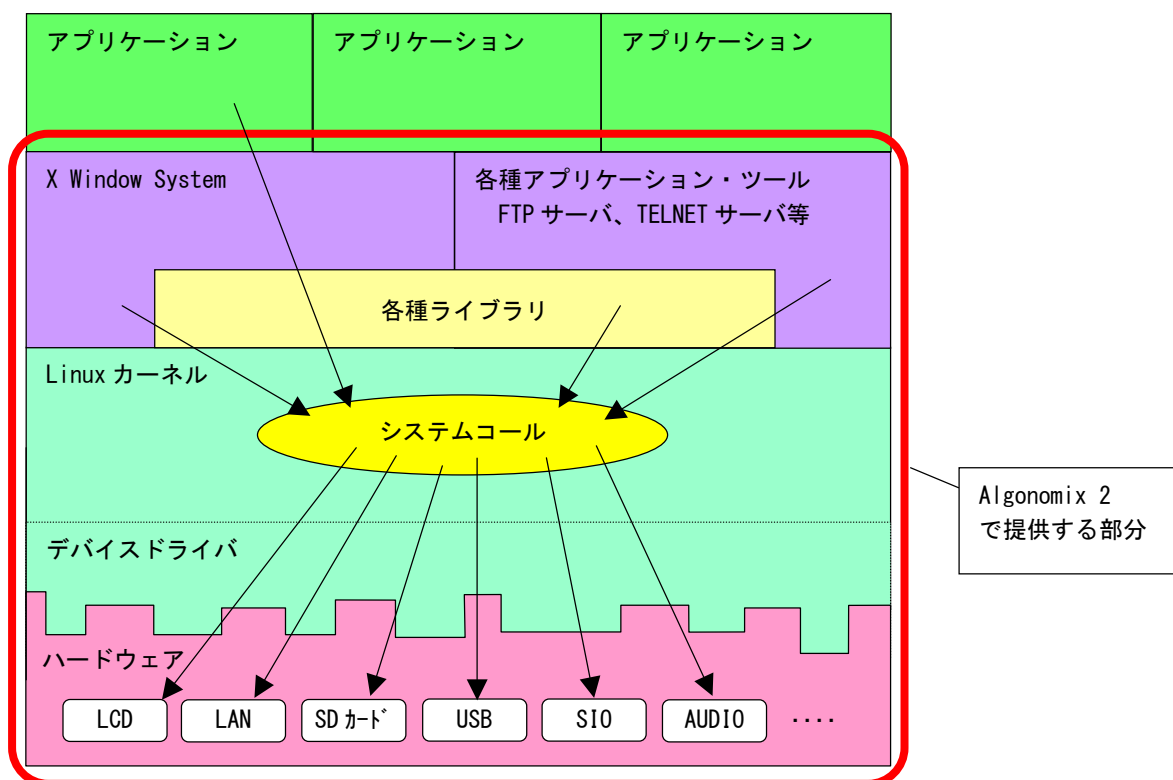 アプリケーション
アプリケーション
アプリケーション
X Window System
各種アプリケーション・ツール
FTP サーバ、TELNET サーバ等
各種ライブラリ
Linux カーネル
システムコール
Algonomix 2
で提供する部分
デバイスドライバ
ハードウェア
LCD
LAN
SD ｶｰﾄﾞ
USB
SIO
AUDIO
････